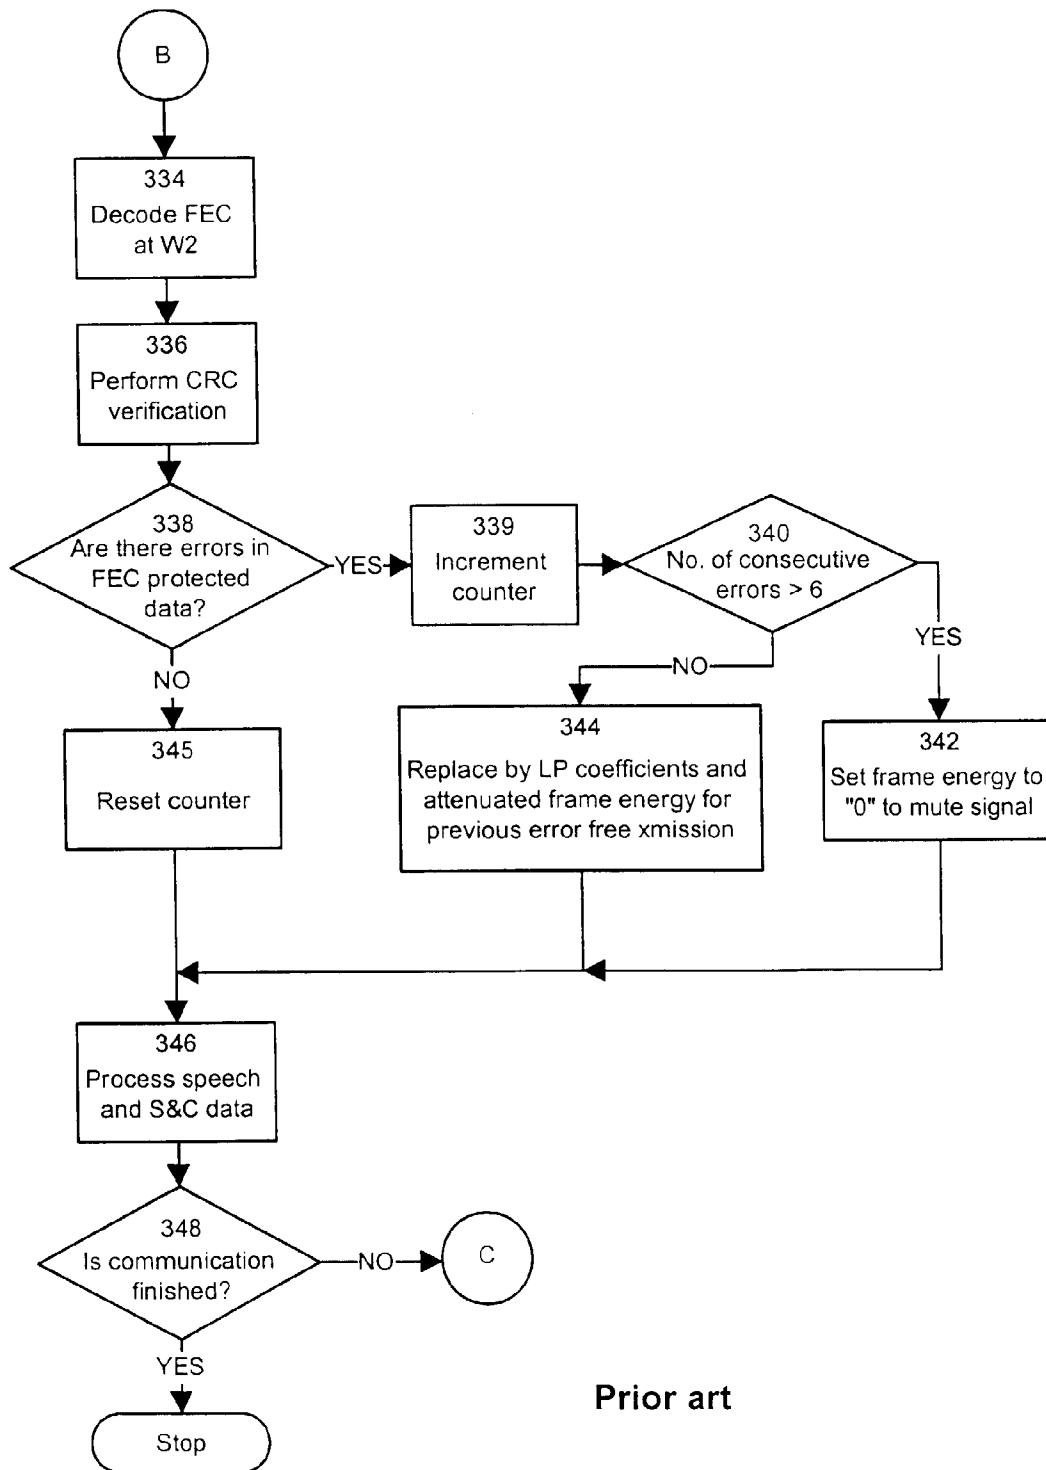 B
334
Decode FEC
at W2
336
Perform CRC
verification
338
Are there errors in
FEC protected
data?
YES
339
Increment
counter
340
No. of consecutive
errors > 6
YES
NO
NO
345
Reset counter
344
Replace by LP coefficients and
attenuated frame energy for
previous error free xmission
342
Set frame energy to
"0" to mute signal
346
Process speech
and S&C data
348
Is communication
finished?
NO
C
YES
Stop
Prior art